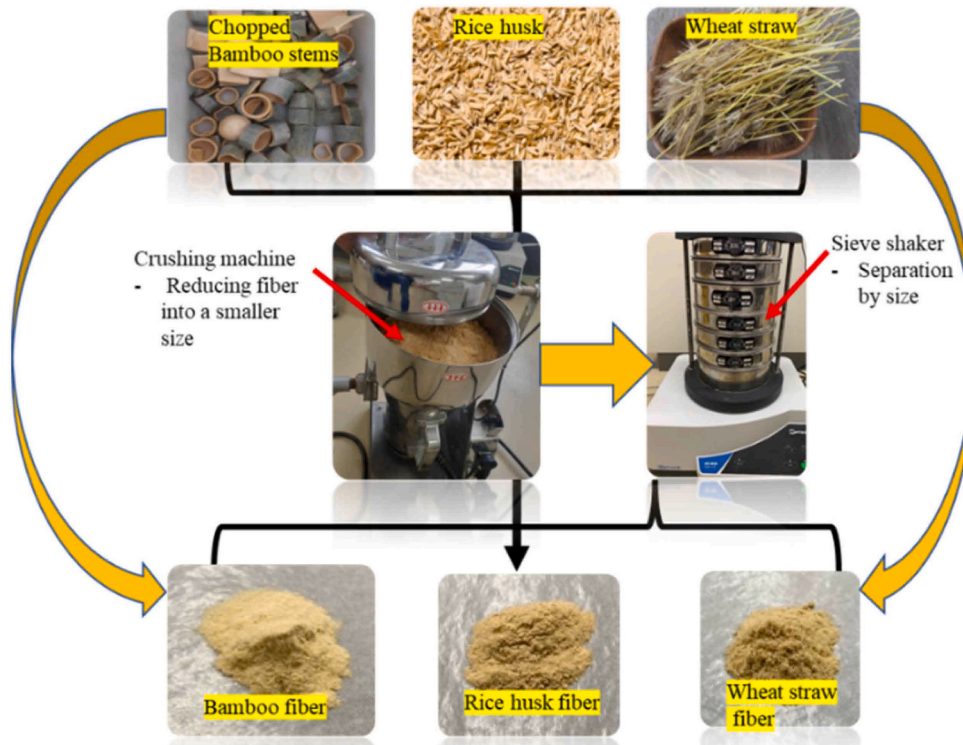 Chopped
Bamboo stems
Rice husk
Wheat straw
Crushing machine
- Reducing fiber
into a smaller
size
Sieve shaker
- Separation
by size
Bamboo fiber
Rice husk fiber
Wheat straw
fiber